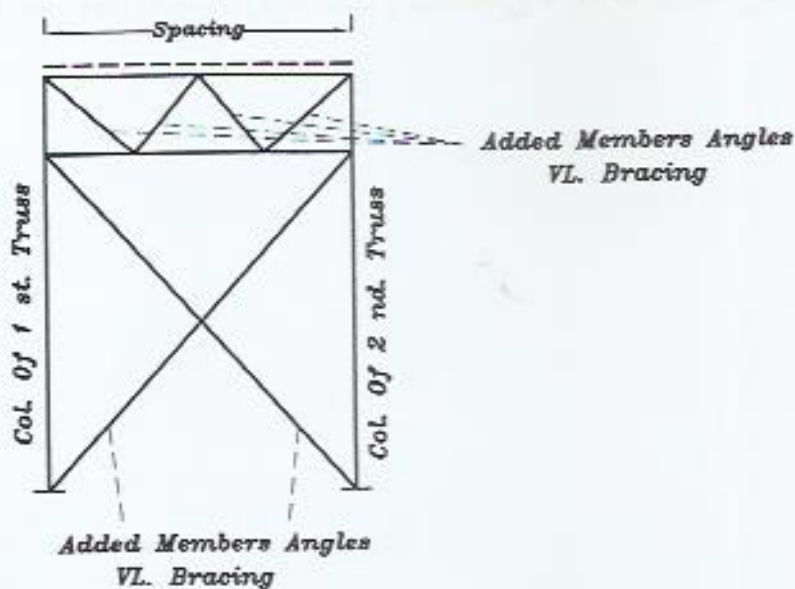 Spacing
Added Members Angles
VL. Bracing
Col. Of 1 st. Truss
Col. Of 2 nd. Truss
Added Members Angles
VL. Bracing